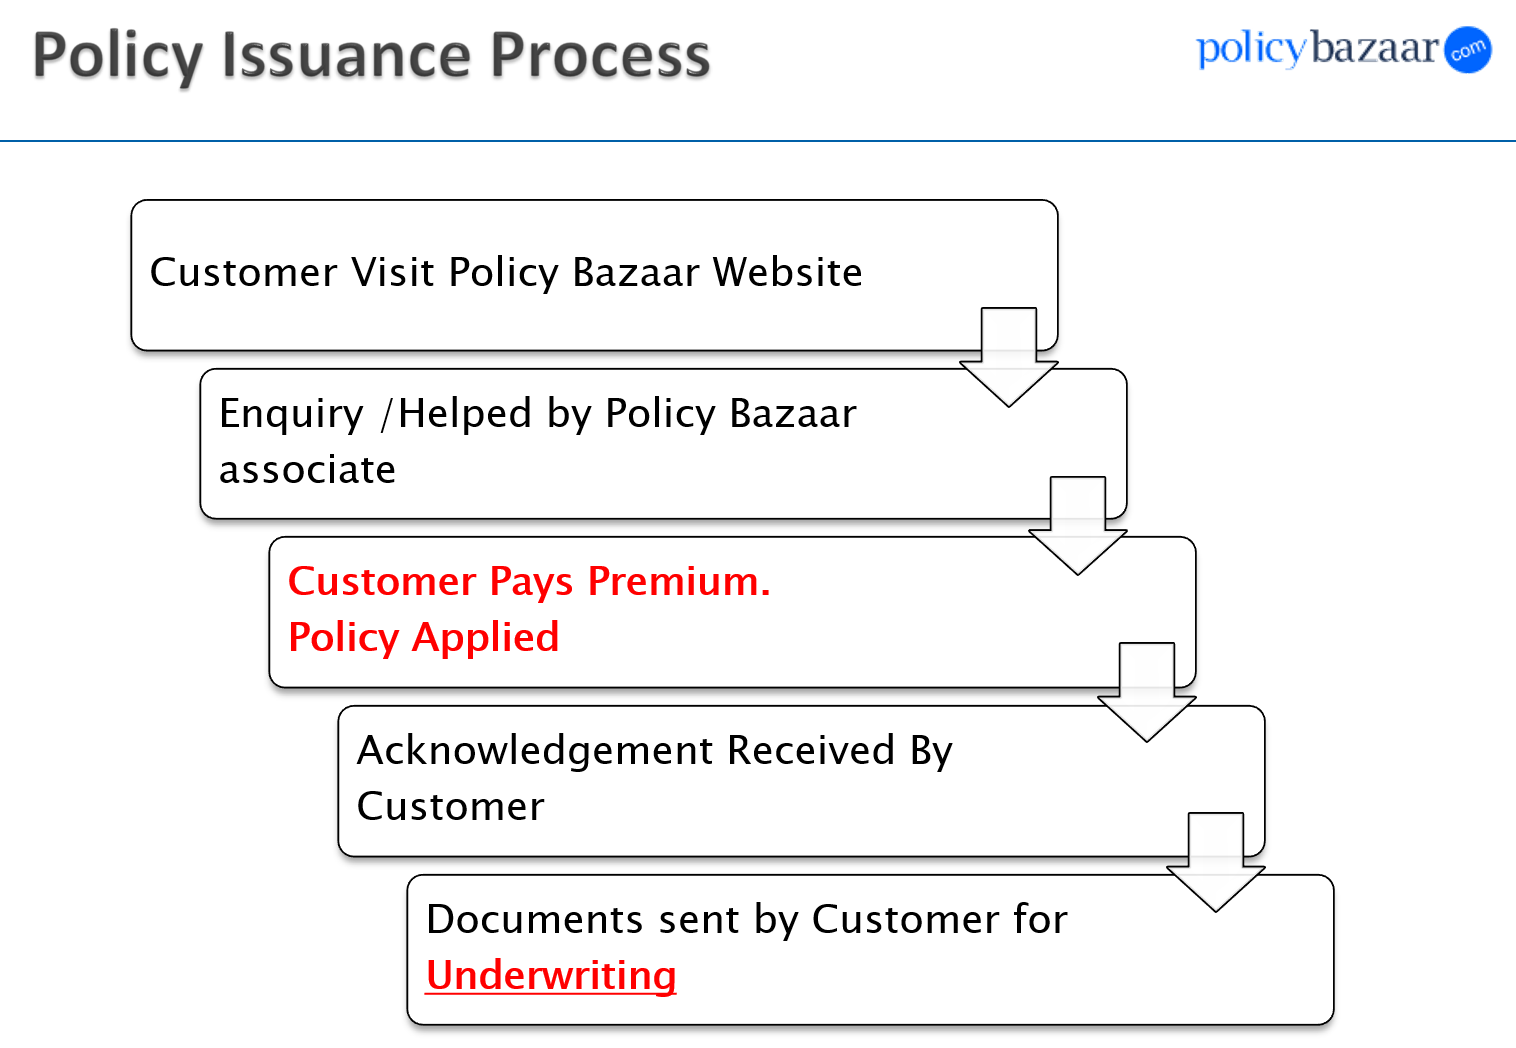 Policy Issuance Process
policybazaar com
Customer Visit Policy Bazaar Website
Enquiry /Helped by Policy Bazaar
associate
Customer Pays Premium.
Policy Applied
Acknowledgement Received By
Customer
Documents sent by Customer for
Underwriting